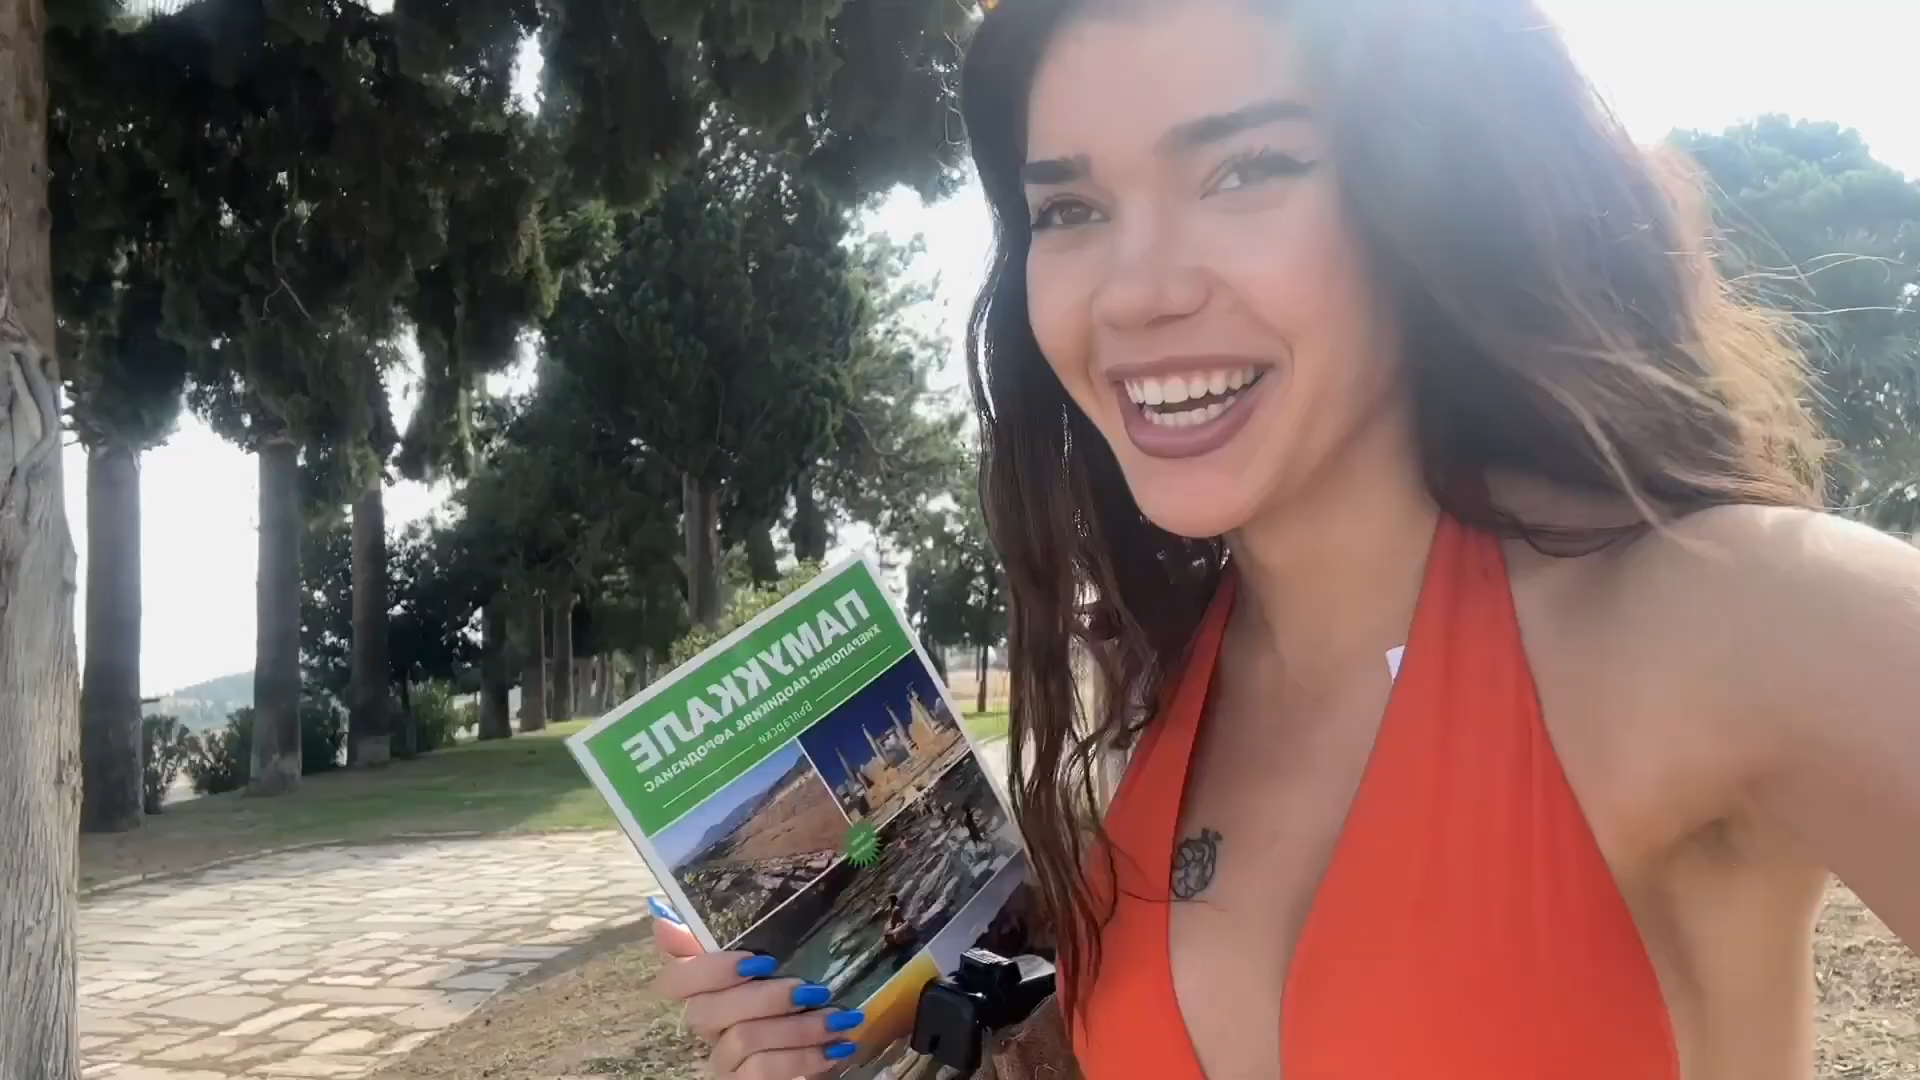 ПАМУККАЛЕ
ХИЕРАПОЛИС ЛАОДИКИЯ& АФРОДИЗИАС
български